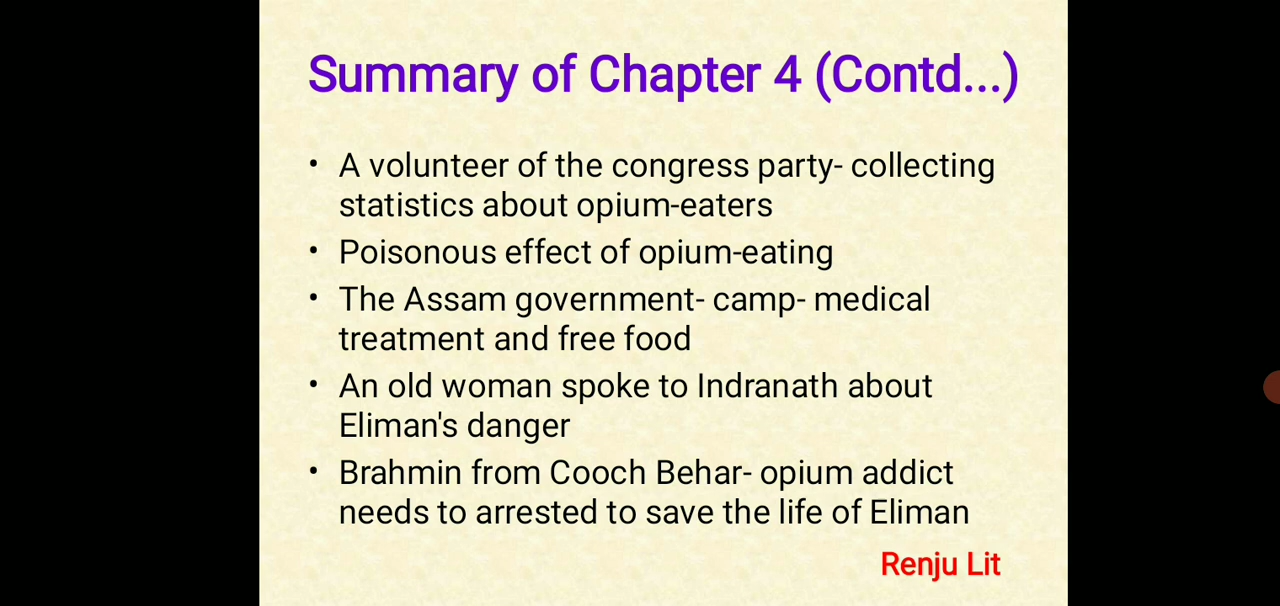 Summary of Chapter 4 (Contd...)
• A volunteer of the congress party- collecting
statistics about opium-eaters
• Poisonous effect of opium-eating
• The Assam government- camp- medical
treatment and free food
• An old woman spoke to Indranath about
Eliman's danger
• Brahmin from Cooch Behar- opium addict
needs to arrested to save the life of Eliman
Renju Lit